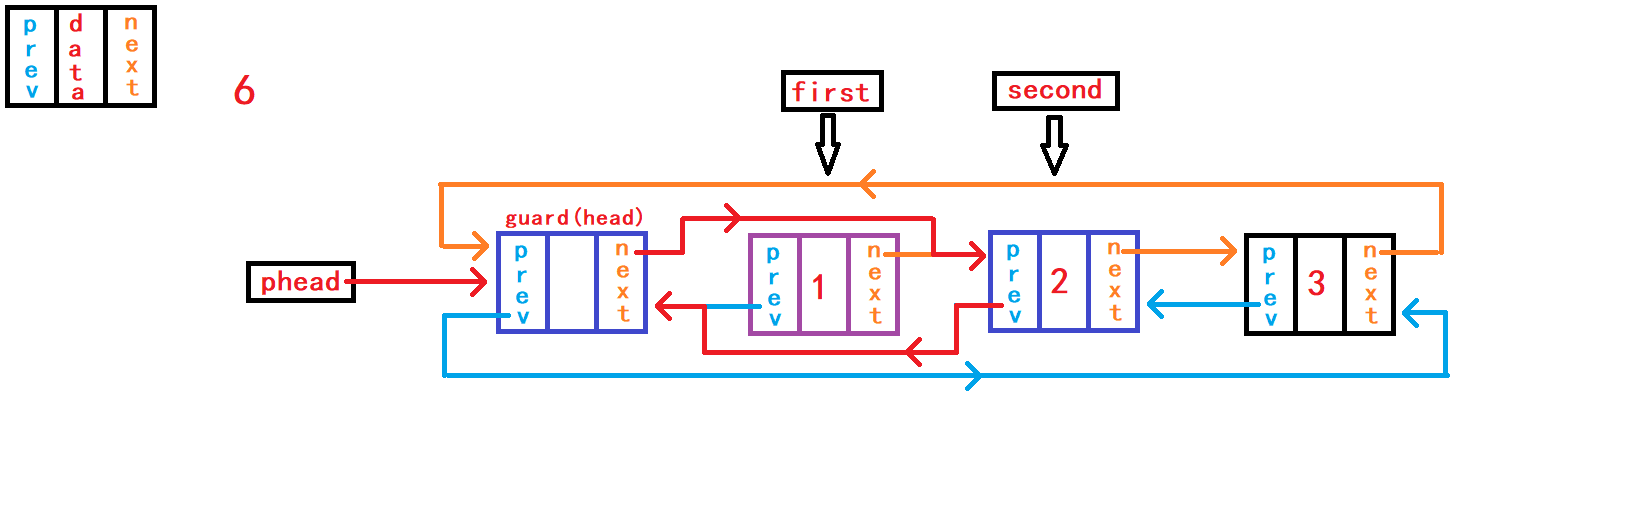 prev data next
6
first
second
guard(head)
phead
prev next
prev 1 next
prev 2 next
prev 3 next